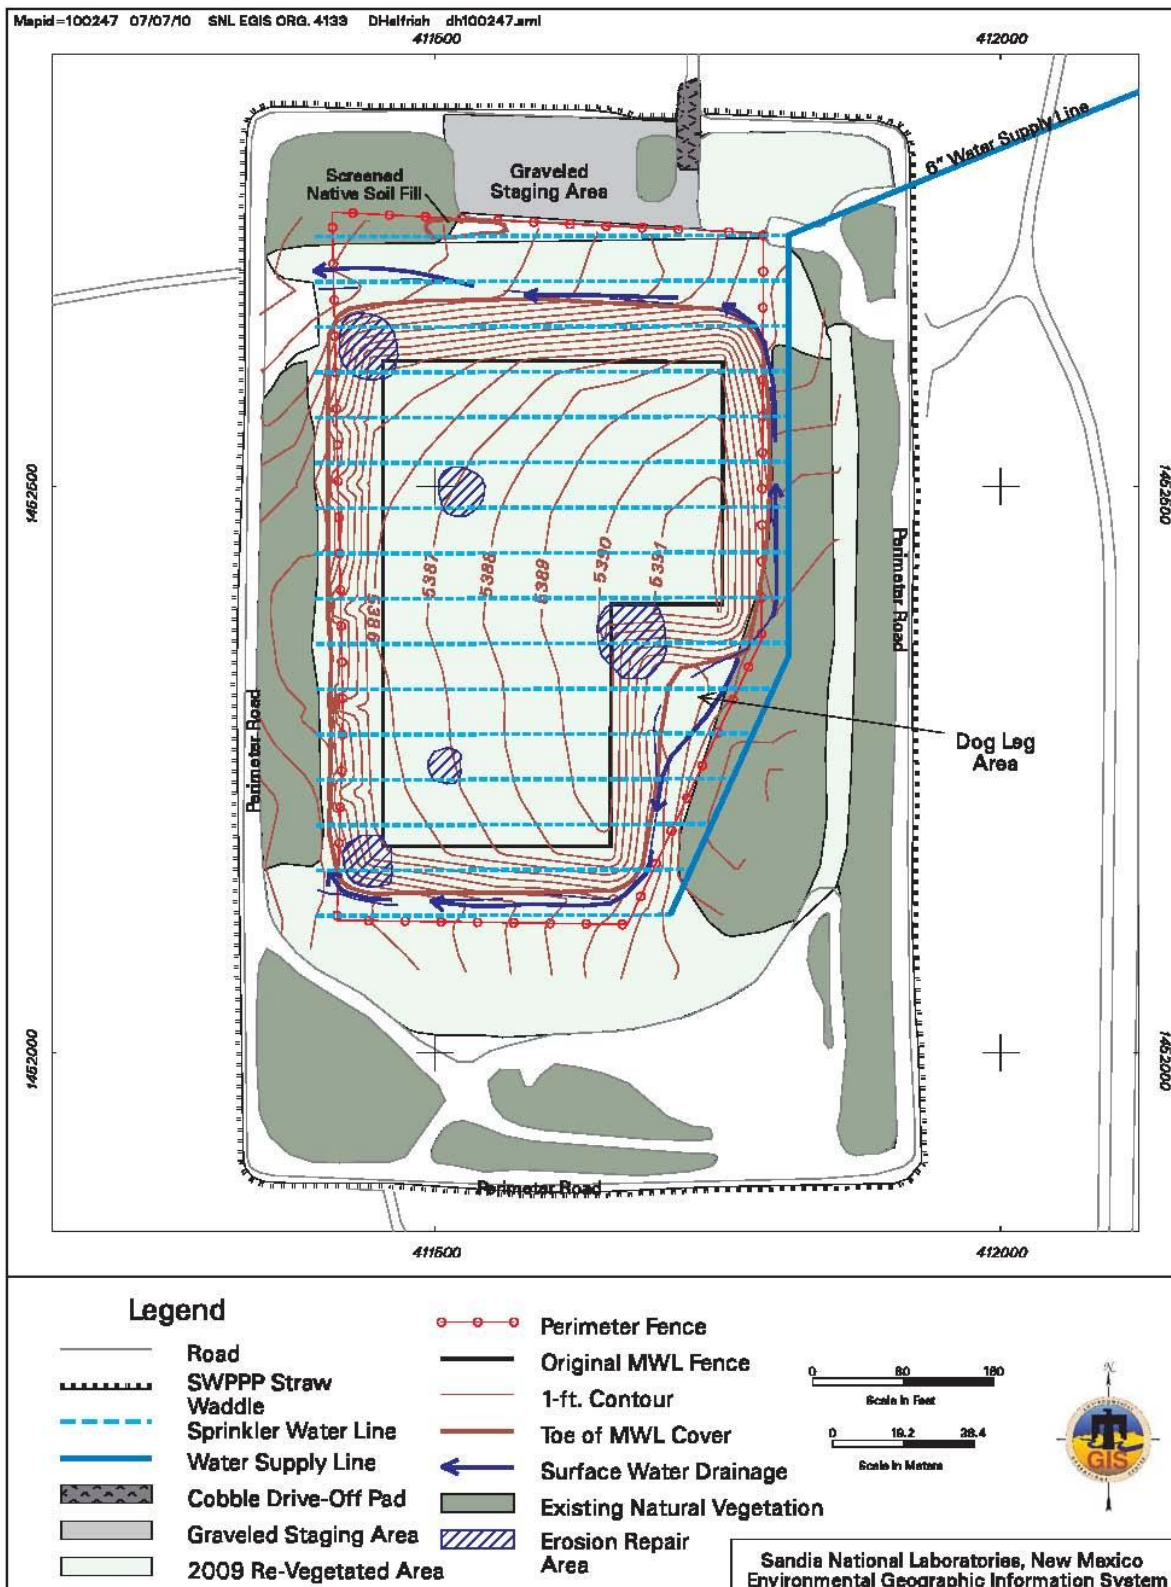 Mapid=100247 07/07/10 SNL EGIS ORG. 4133 DHelfrich dh100247.aml
411500
412000
6" Water Supply Line
Graveled
Staging Area
Screened
Native Soil Fill
1452500
1452500
5386
5387
5388
5389
5390
5391
Perimeter Road
Perimeter Road
Dog Leg
Area
1452000
1452000
Perimeter Road
411500
412000
Legend
Road
SWPPP Straw
Waddle
Sprinkler Water Line
Water Supply Line
Cobble Drive-Off Pad
Graveled Staging Area
2009 Re-Vegetated Area
Perimeter Fence
Original MWL Fence
1-ft. Contour
Toe of MWL Cover
Surface Water Drainage
Existing Natural Vegetation
Erosion Repair
Area
0 80 160
Scale in Feet
0 19.2 38.4
Scale in Meters
N
GIS
Sandia National Laboratories, New Mexico
Environmental Geographic Information System